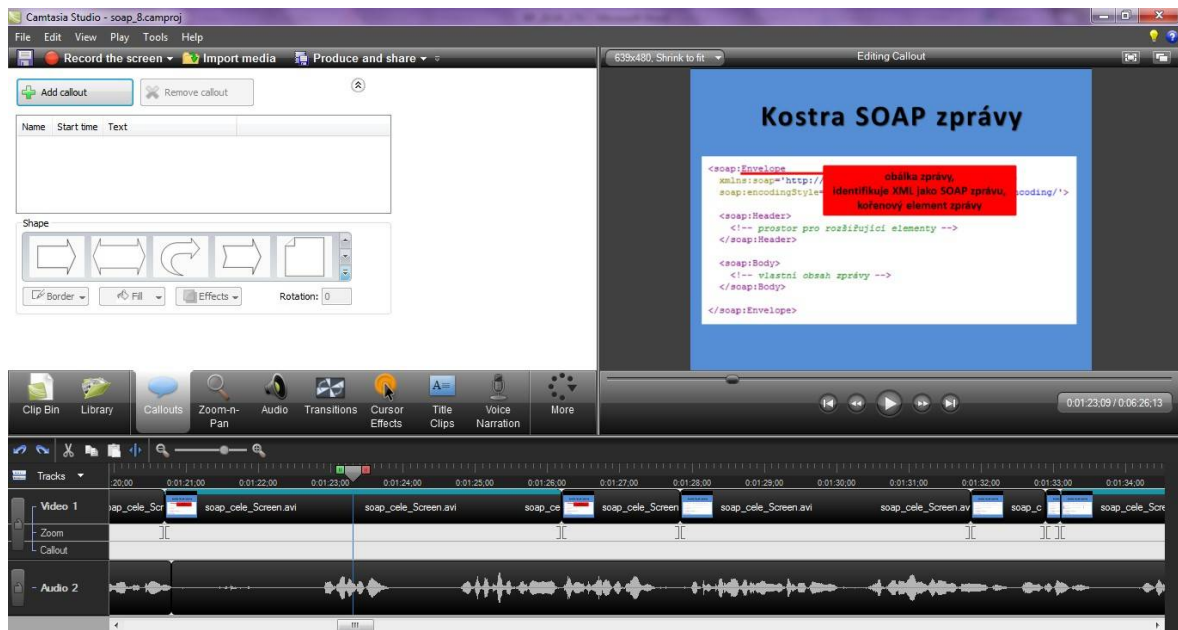 Camtasia Studio - soap_8.camproj
File Edit View Play Tools Help
Record the screen Import media Produce and share
639x480, Shrink to fit
Editing Callout
Add callout
Remove callout
Name Start time Text
Shape
Border Fill Effects Rotation: 0
Kostra SOAP zprávy
<soap:Envelope
xmlns:soap='http://
soap:encodingStyle= coding/'>
obálka zprávy,
identifikuje XML jako SOAP zprávu,
kořenový element zprávy
<soap:Header>
<!-- prostor pro rozšiřující elementy -->
</soap:Header>
<soap:Body>
<!-- vlastní obsah zprávy -->
</soap:Body>
</soap:Envelope>
Clip Bin Library Callouts Zoom-n-Pan Audio Transitions Cursor Effects Title Clips Voice Narration More
0:01:23;09 / 0:06:26;13
Tracks
:20;00 0:01:21;00 0:01:22;00 0:01:23;00 0:01:24;00 0:01:25;00 0:01:26;00 0:01:27;00 0:01:28;00 0:01:29;00 0:01:30;00 0:01:31;00 0:01:32;00 0:01:33;00 0:01:34;00
Video 1 ap_cele_Scr soap_cele_Screen.avi soap_cele_Screen.avi soap_ce soap_cele_Screen soap_cele_Screen.avi soap_cele_Screen.av soap_c soap_cele_Scre
Zoom
Callout
Audio 2